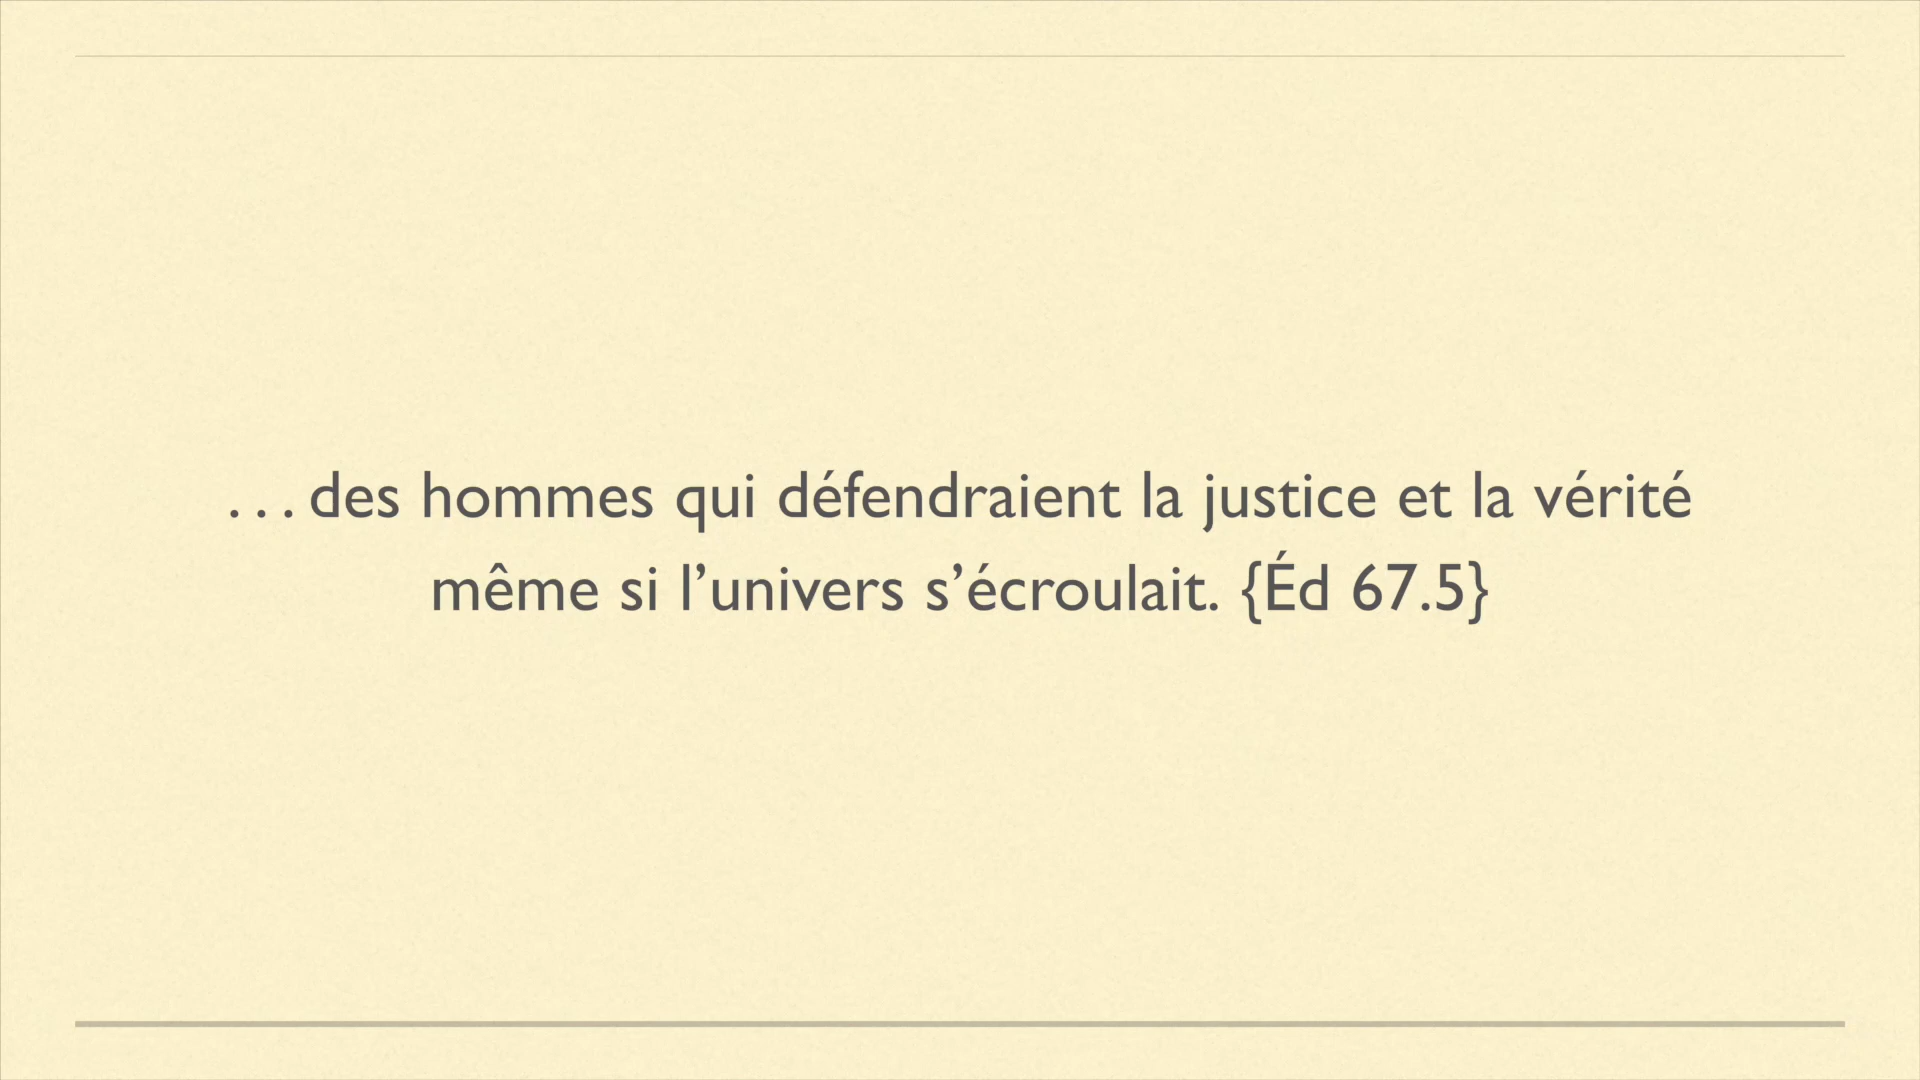 . . . des hommes qui défendraient la justice et la vérité
même si l’univers s’écroulait. {Éd 67.5}